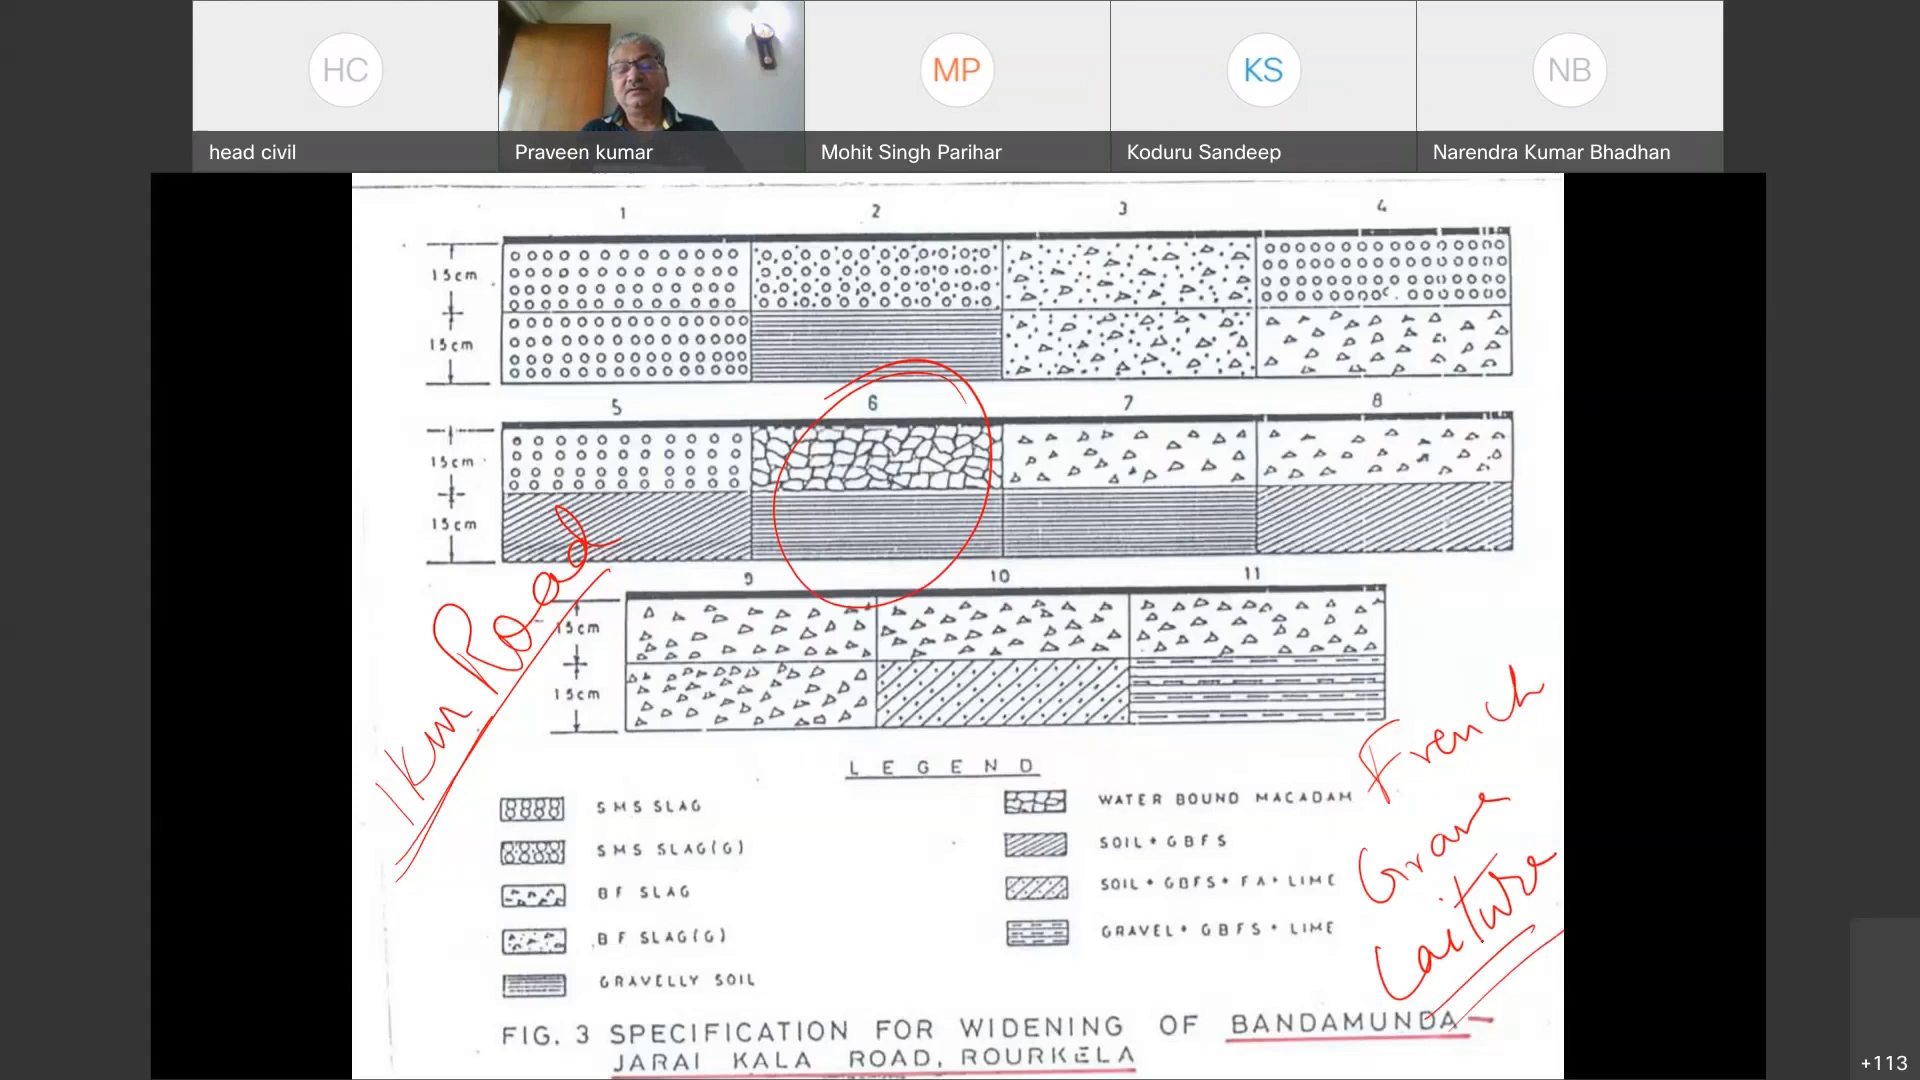 HC
MP
KS
NB
head civil
Praveen kumar
Mohit Singh Parihar
Koduru Sandeep
Narendra Kumar Bhadhan
1 2 3 4
15cm
15cm
5 6 7 8
15cm
15cm
9 10 11
15cm
15cm
1km Road
LEGEND
SMS SLAG
SMS SLAG(G)
BF SLAG
BF SLAG(G)
GRAVELLY SOIL
WATER BOUND MACADAM
SOIL + GBFS
SOIL + GBFS + FA + LIME
GRAVEL + GBFS + LIME
French
Grave
FIG. 3 SPECIFICATION FOR WIDENING OF BANDAMUNDA-
JARAI KALA ROAD, ROURKELA
+113